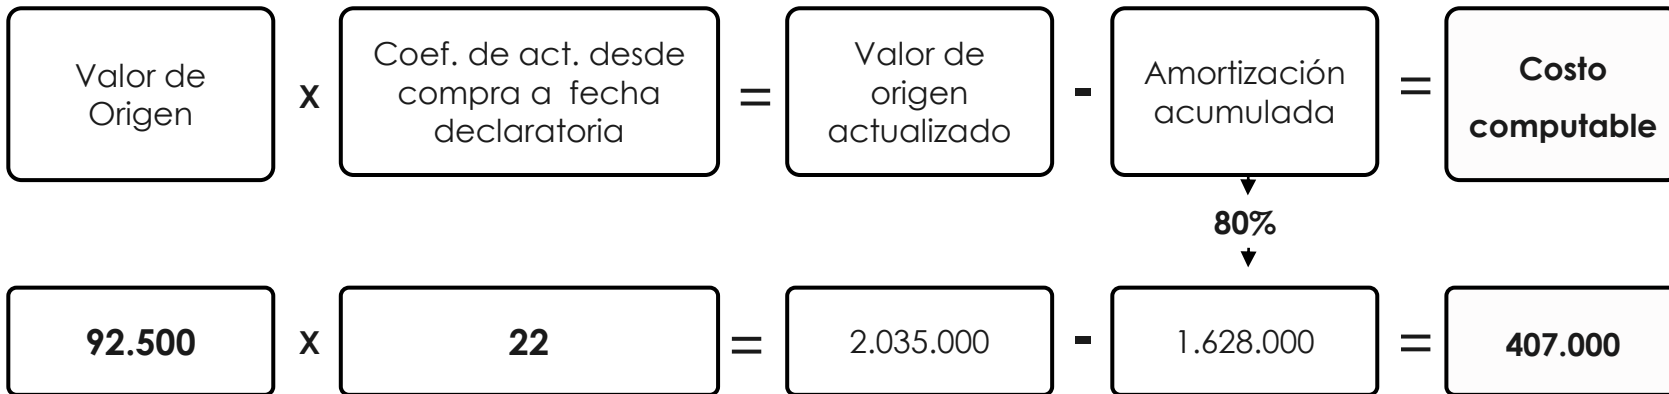 Valor de
Origen
x
Coef. de act. desde
compra a fecha
declaratoria
=
Valor de
origen
actualizado
-
Amortización
acumulada
=
Costo
computable
80%
92.500
x
22
=
2.035.000
-
1.628.000
=
407.000